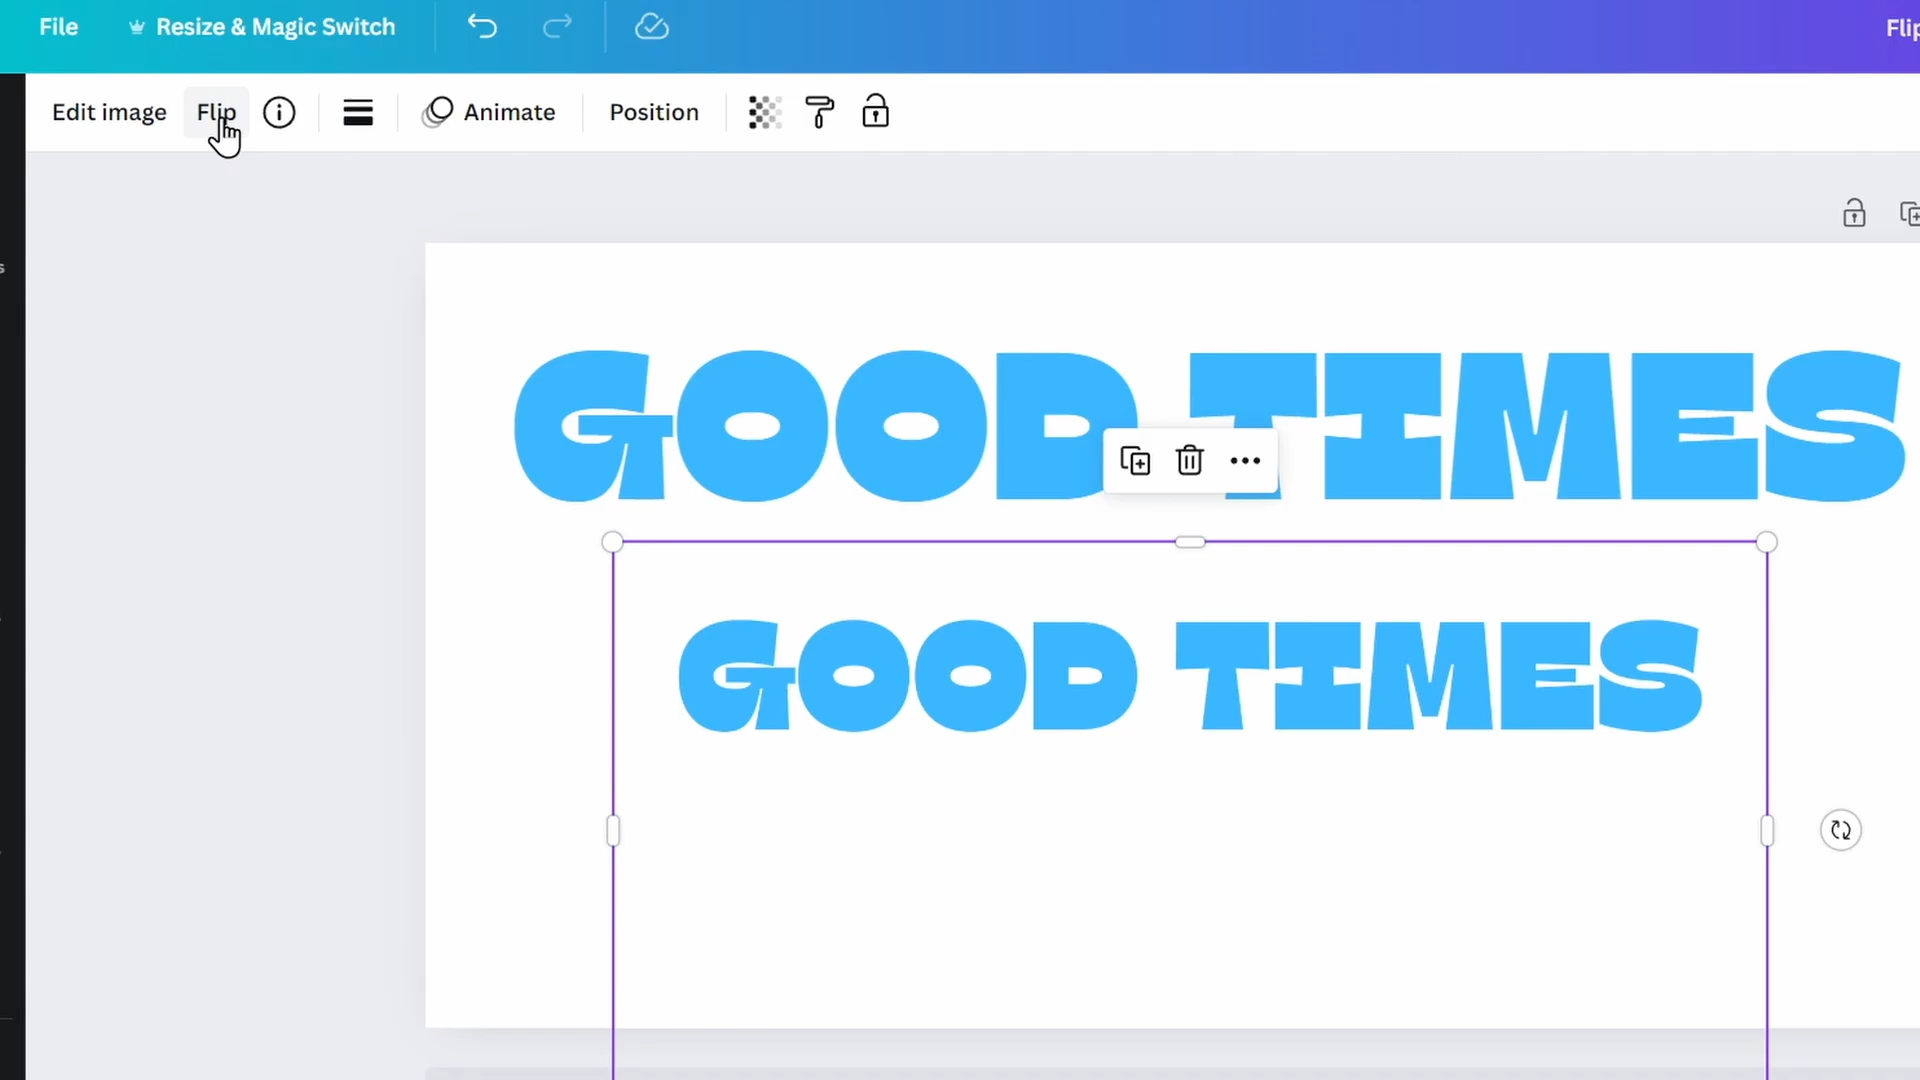 File Resize & Magic Switch Flip
Edit image Flip Animate Position
s
GOOD TIMES
GOOD TIMES